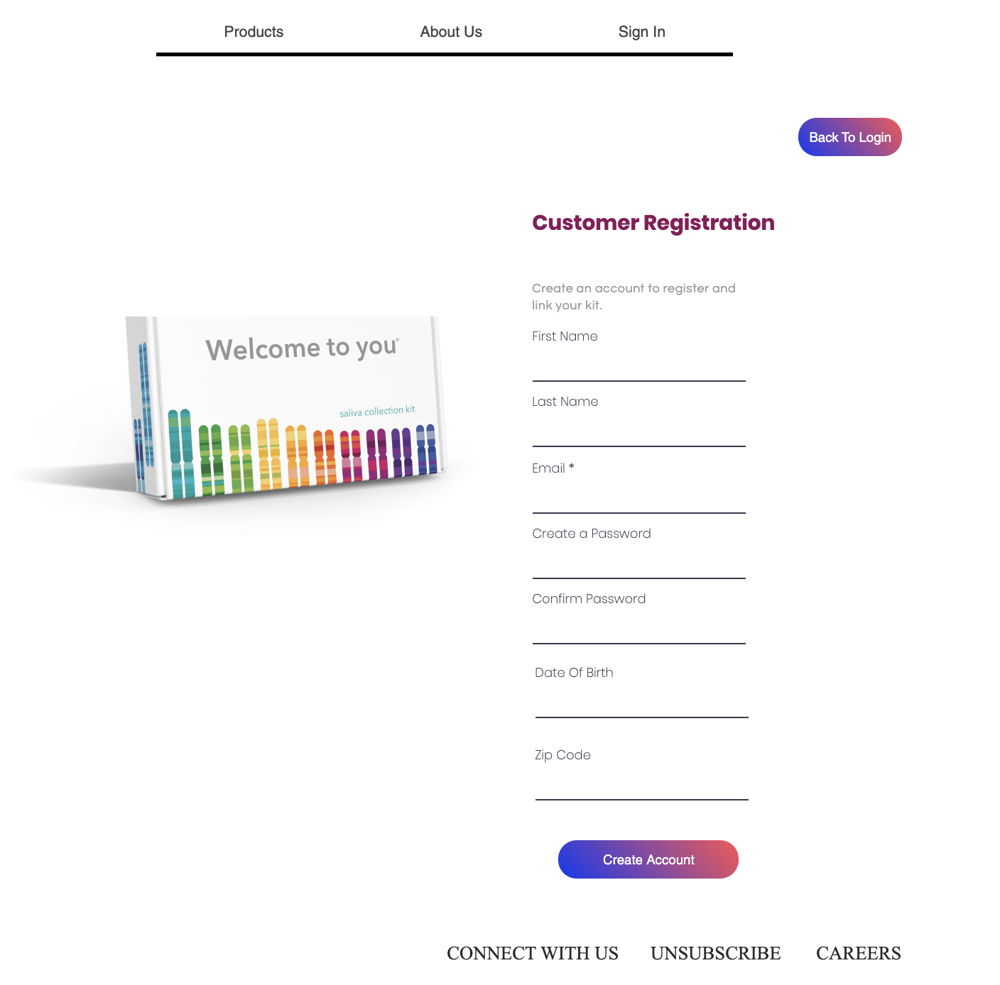 Products
About Us
Sign In
Back To Login
Customer Registration
Create an account to register and
link your kit.
Welcome to you®
saliva collection kit
First Name
Last Name
Email *
Create a Password
Confirm Password
Date Of Birth
Zip Code
Create Account
CONNECT WITH US
UNSUBSCRIBE
CAREERS